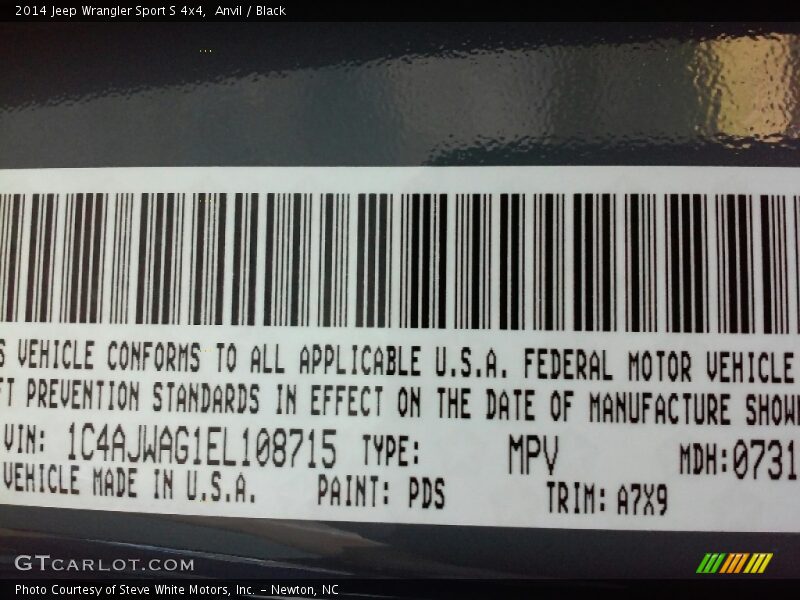 2014 Jeep Wrangler Sport S 4x4, Anvil / Black
VEHICLE CONFORMS TO ALL APPLICABLE U.S.A. FEDERAL MOTOR VEHICLE
PREVENTION STANDARDS IN EFFECT ON THE DATE OF MANUFACTURE
VIN: 1C4AJWAG1EL108715 TYPE: MPV MDH:0731
VEHICLE MADE IN U.S.A. PAINT: PDS TRIM: A7X9
GTCARLOT.COM
Photo Courtesy of Steve White Motors, Inc. – Newton, NC